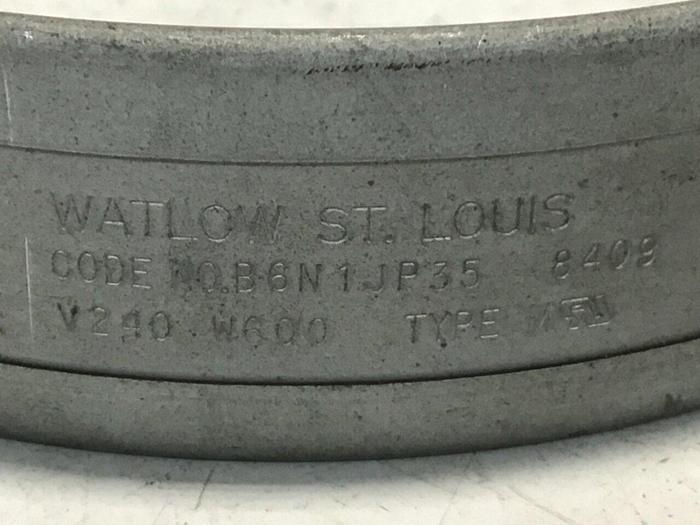 WATLOW ST. LOUIS
CODE NO. B6N1JP35 8409
V240 W600 TYPE